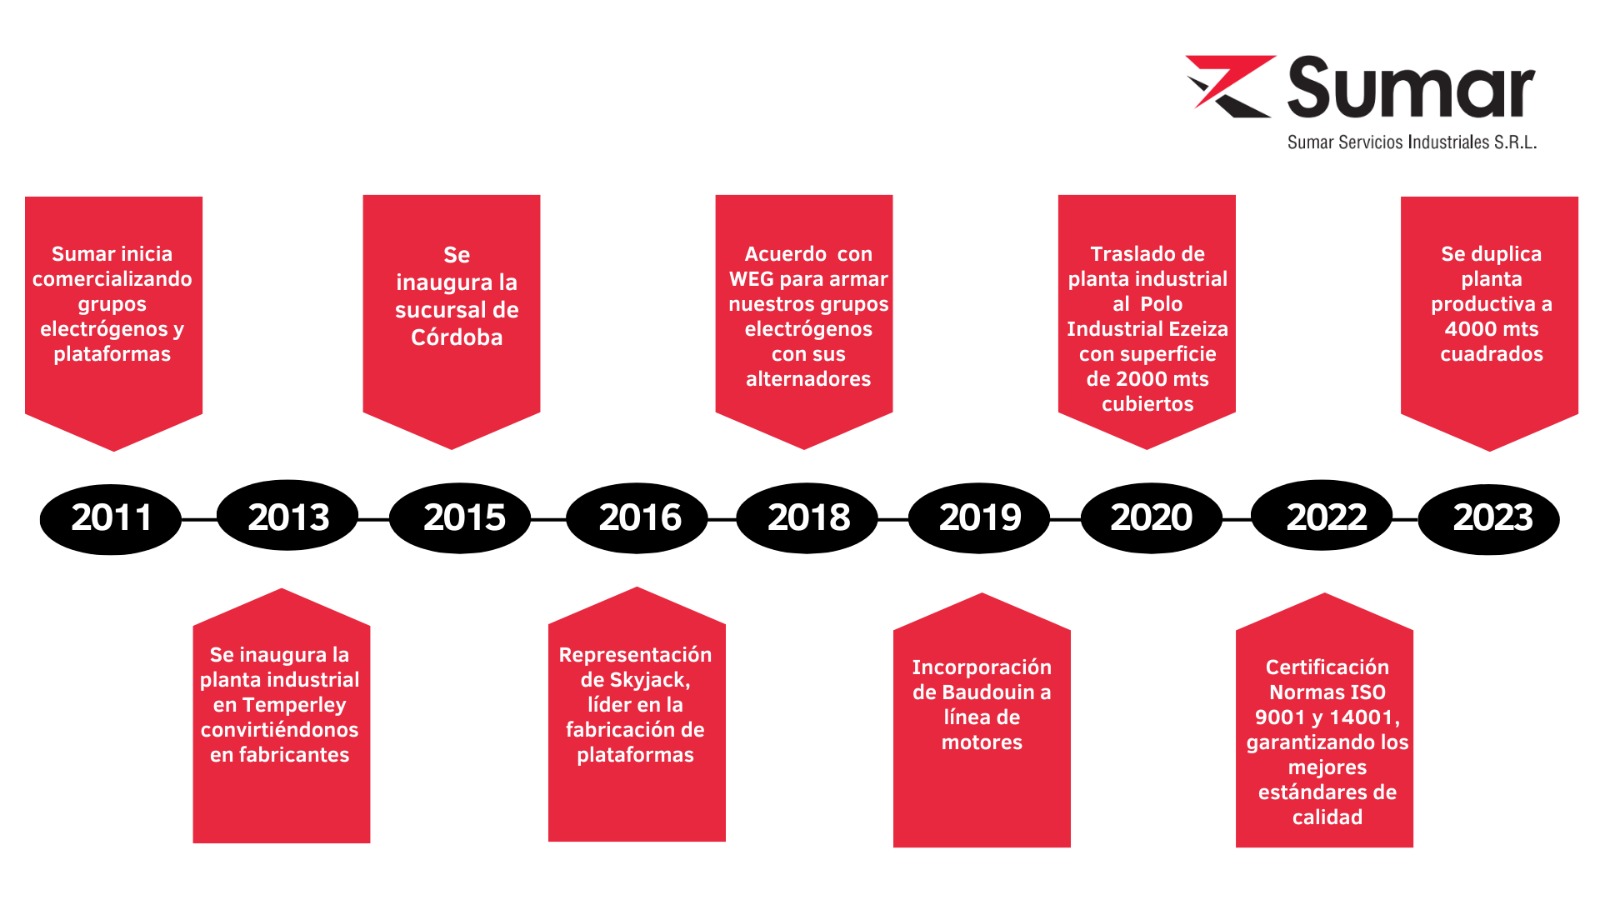 Sumar
Sumar Servicios Industriales S.R.L.
Sumar inicia
comercializando
grupos
electrógenos y
plataformas
Se
inaugura la
sucursal de
Córdoba
Acuerdo con
WEG para armar
nuestros grupos
electrógenos
con sus
alternadores
Traslado de
planta industrial
al Polo
Industrial Ezeiza
con superficie
de 2000 mts
cubiertos
Se duplica
planta
productiva a
4000 mts
cuadrados
2011 2013 2015 2016 2018 2019 2020 2022 2023
Se inaugura la
planta industrial
en Temperley
convirtiéndonos
en fabricantes
Representación
de Skyjack,
líder en la
fabricación de
plataformas
Incorporación
de Baudouin a
línea de
motores
Certificación
Normas ISO
9001 y 14001,
garantizando los
mejores
estándares de
calidad